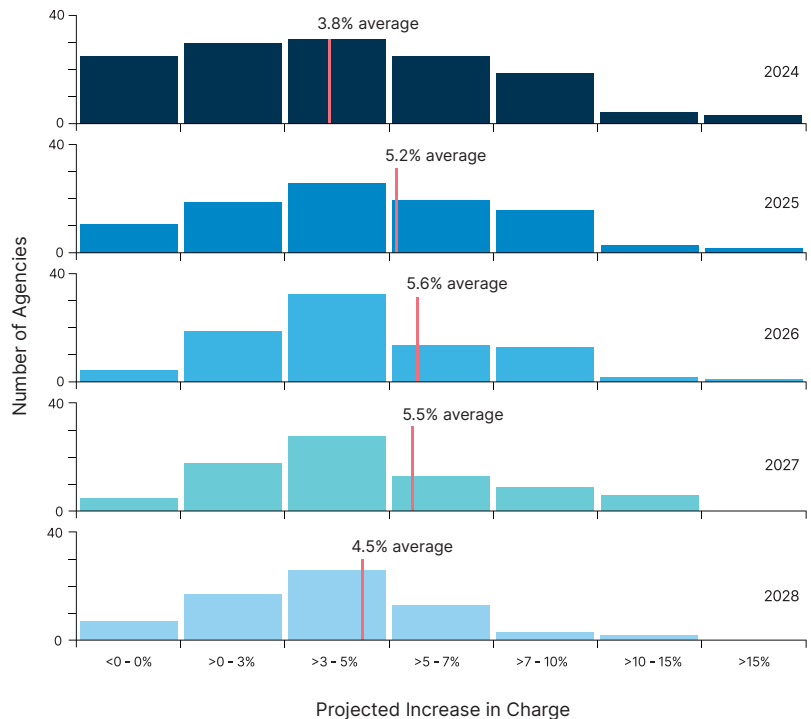 40
3.8% average
2024
0
40
5.2% average
2025
0
40
5.6% average
2026
0
Number of Agencies
40
5.5% average
2027
0
40
4.5% average
2028
0
<0 – 0%
>0 – 3%
>3 – 5%
>5 – 7%
>7 – 10%
>10 – 15%
>15%
Projected Increase in Charge